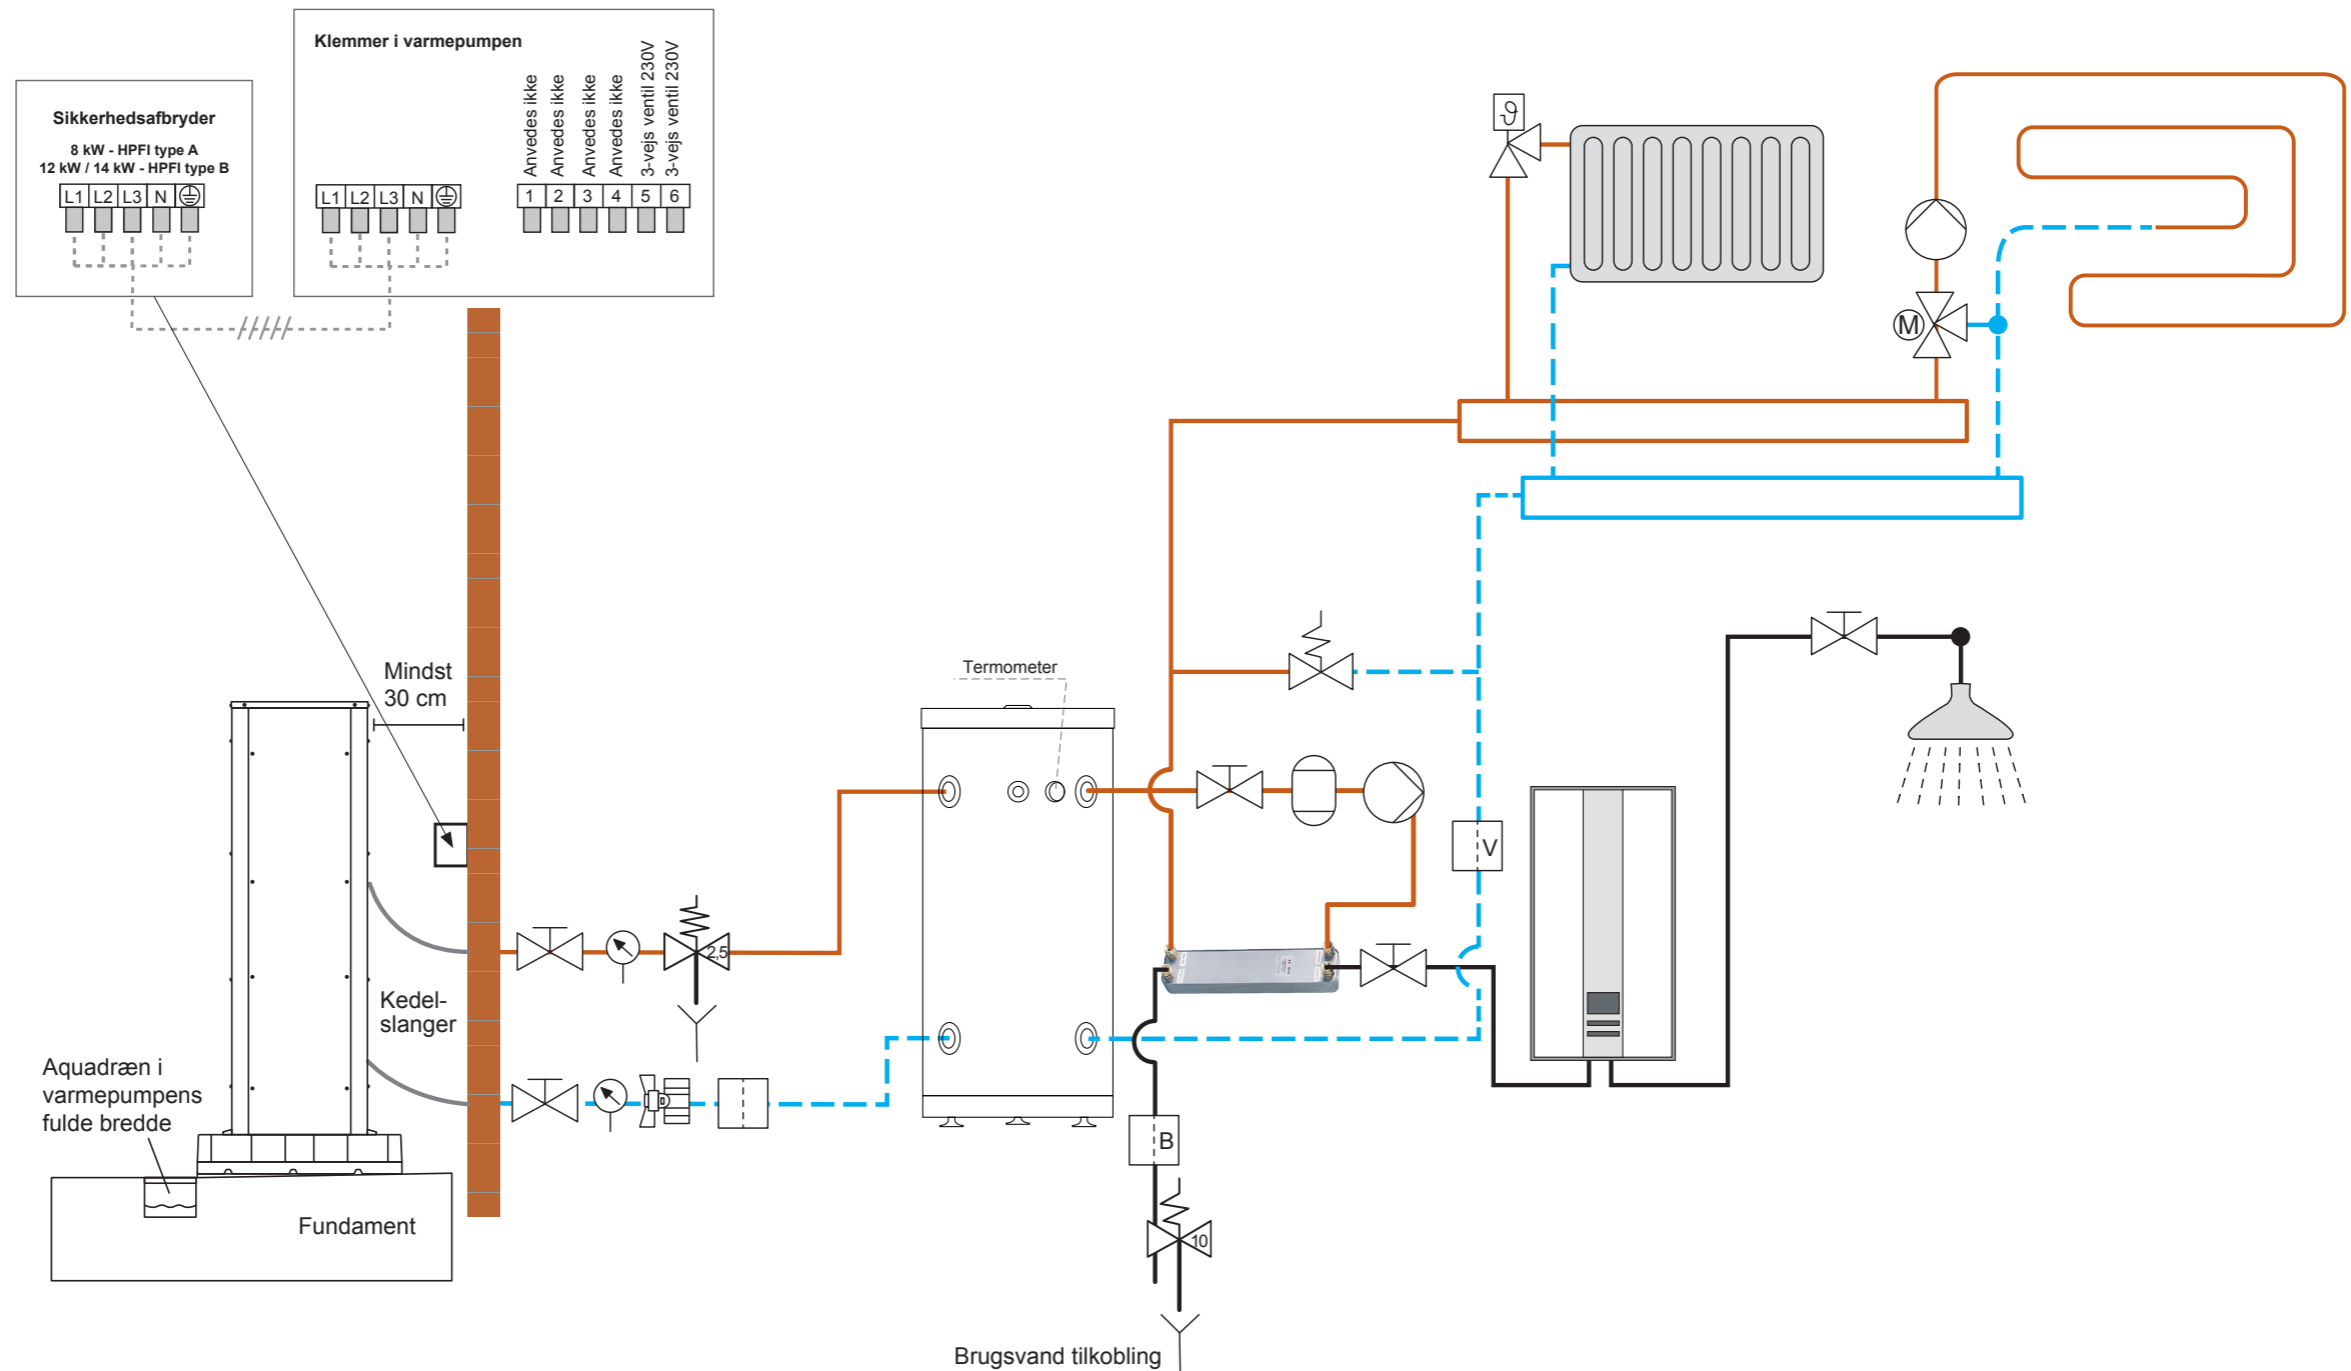 Klemmer i varmepumpen
Anvedes ikke
Anvedes ikke
Anvedes ikke
Anvedes ikke
3-vejs ventil 230V
3-vejs ventil 230V
L1 L2 L3 N
1 2 3 4 5 6
Sikkerhedsafbryder
8 kW - HPFI type A
12 kW / 14 kW - HPFI type B
L1 L2 L3 N
ϑ
M
Mindst
30 cm
Termometer
V
2,5
Kedel-
slanger
Aquadræn i
varmepumpens
fulde bredde
B
Fundament
10
Brugsvand tilkobling